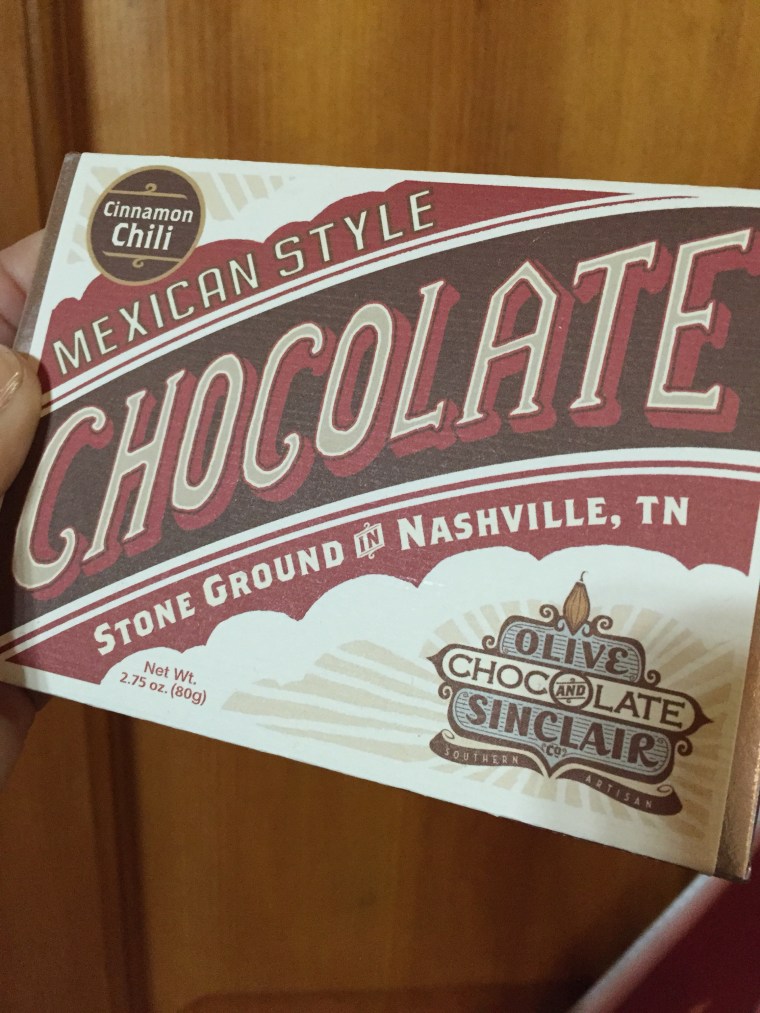 Cinnamon
Chili
MEXICAN STYLE
CHOCOLATE
STONE GROUND IN NASHVILLE, TN
Net Wt.
2.75 oz. (80g)
OLIVE
CHOCOLATE
AND
SINCLAIR
CO.
SOUTHERN ARTISAN